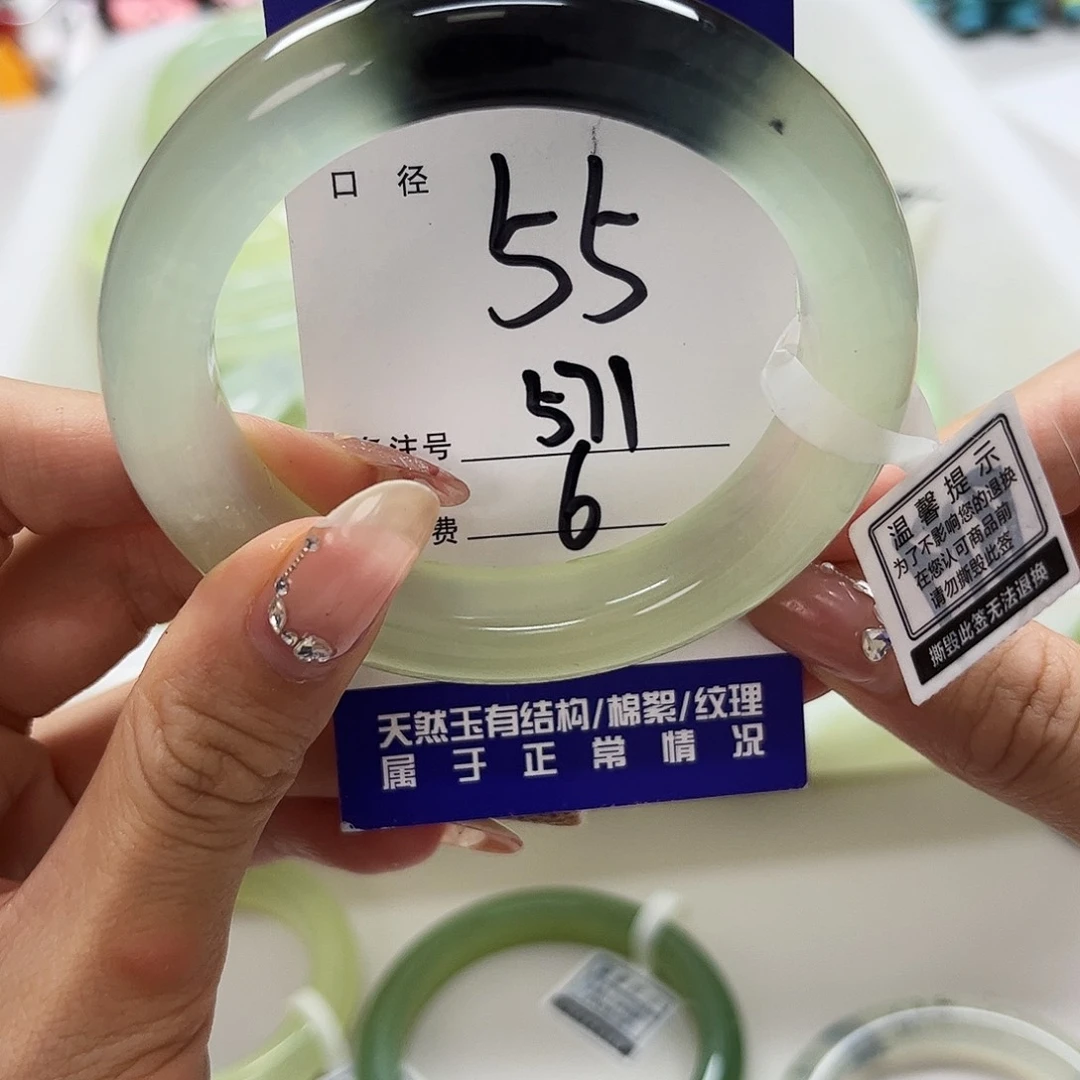 口 径 55
注号 571
费 6
天然玉有结构/棉絮/纹理
属于正常情况
温馨提示
为了不影响您的退换
在您认可商品前
请勿撕毁此签
撕毁此签无法退换